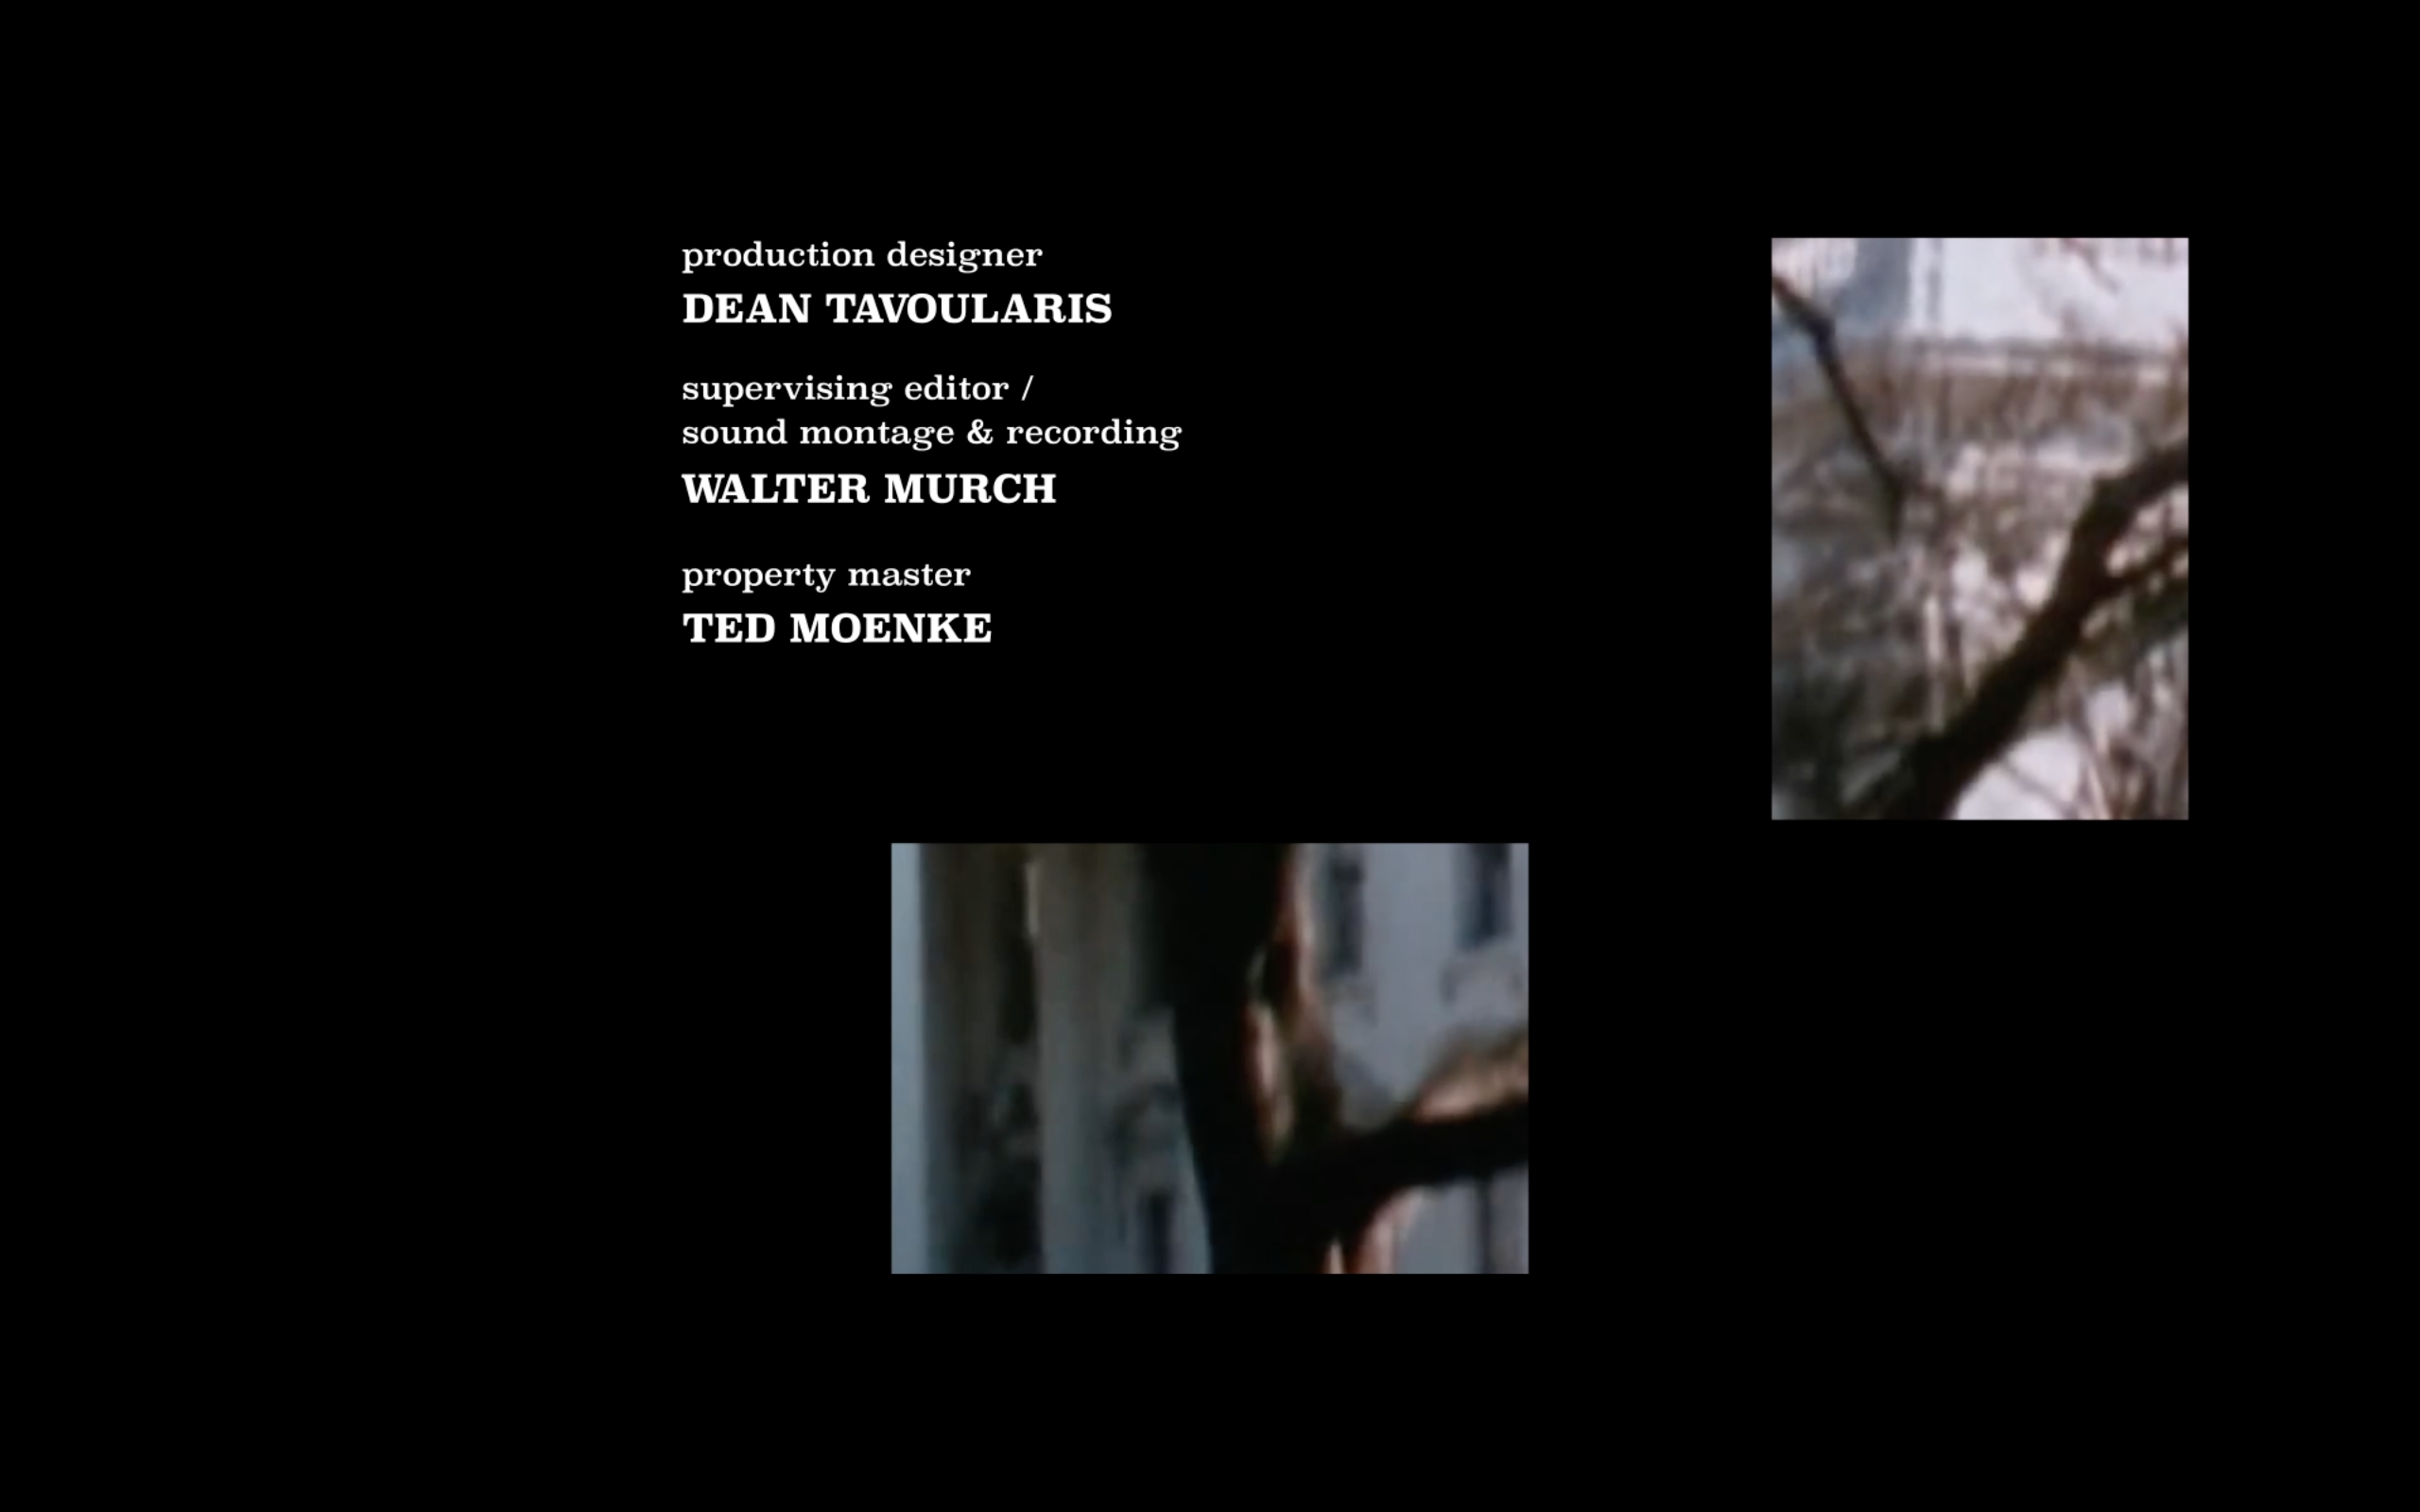 production designer
DEAN TAVOULARIS
supervising editor /
sound montage & recording
WALTER MURCH
property master
TED MOENKE